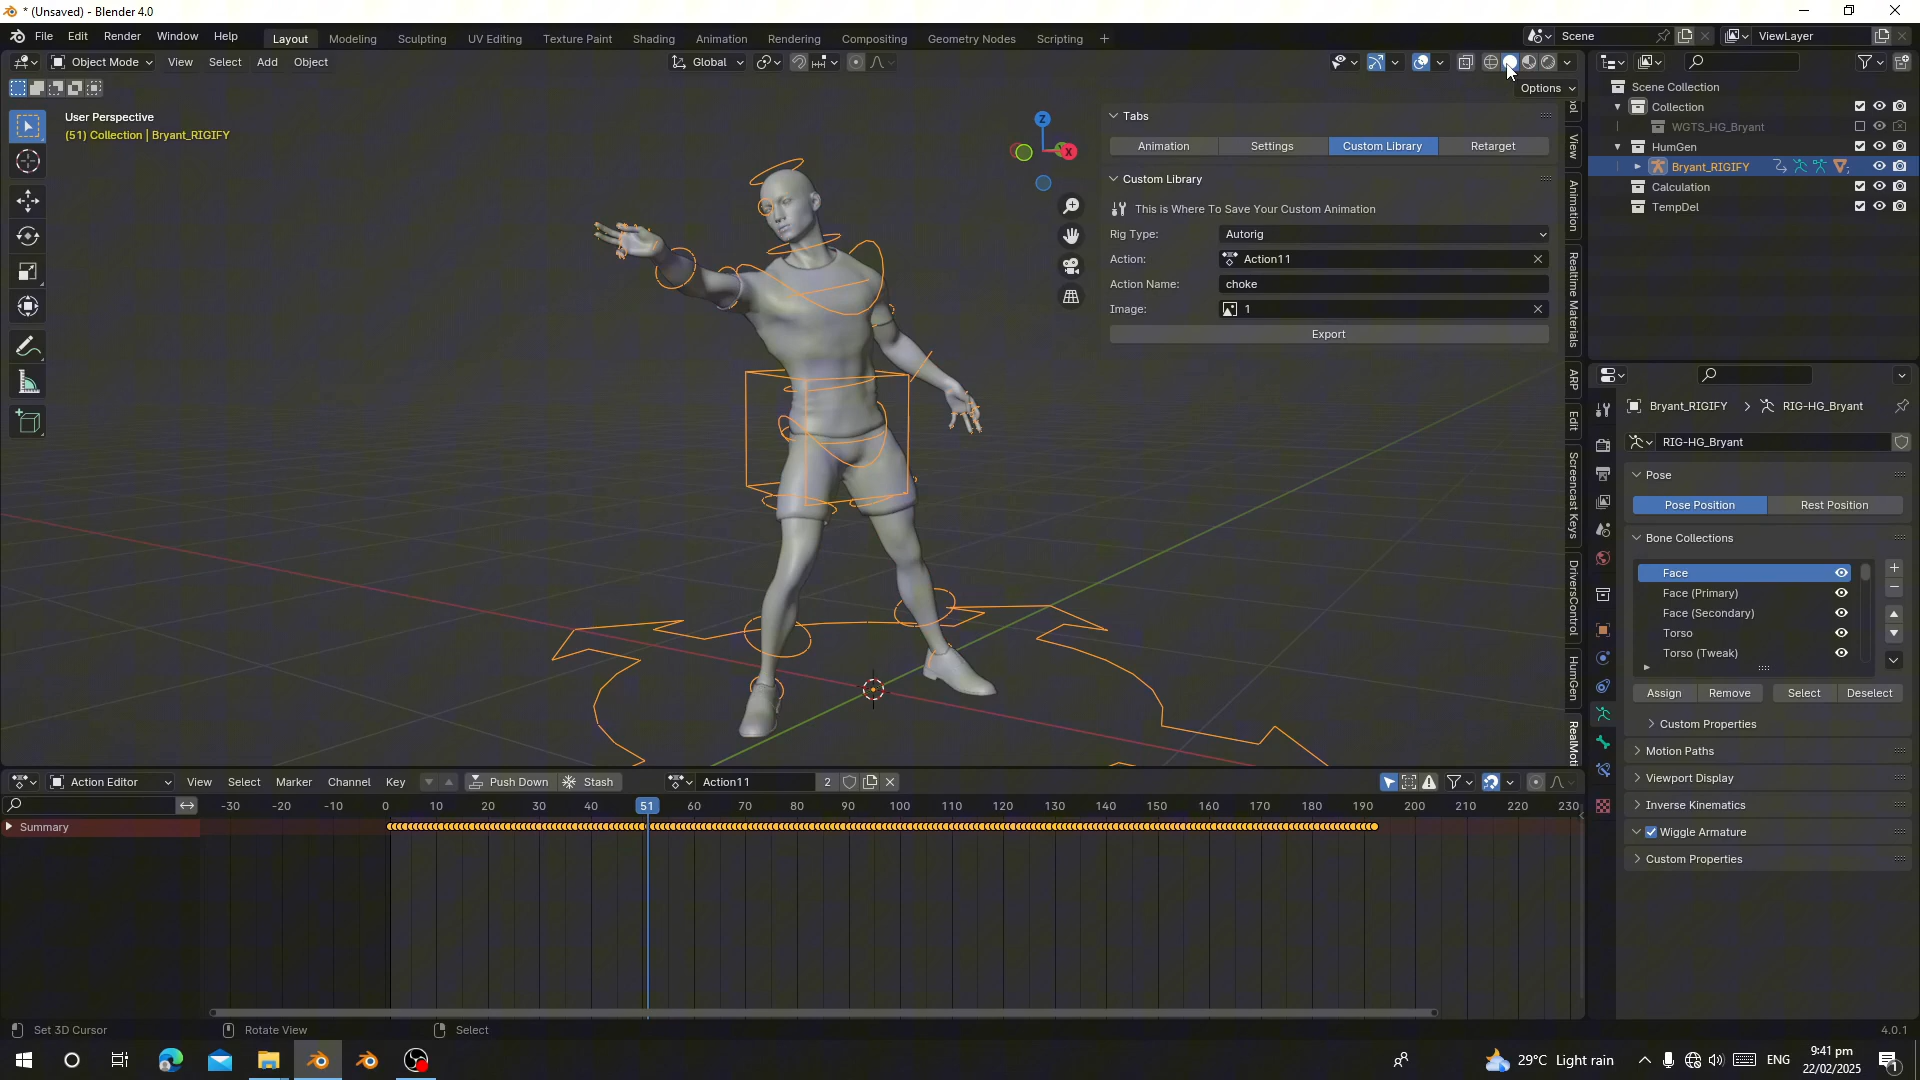 * (Unsaved) - Blender 4.0
File Edit Render Window Help
Layout Modeling Sculpting UV Editing Texture Paint Shading Animation Rendering Compositing Geometry Nodes Scripting +
Scene
ViewLayer
Object Mode View Select Add Object
Global
Options
User Perspective
(51) Collection | Bryant_RIGIFY
Z
X
Tabs
Animation Settings Custom Library Retarget
Custom Library
This is Where To Save Your Custom Animation
Rig Type: Autorig
Action: Action11
Action Name: choke
Image: 1
Export
View
Animation
Realtime Materials
ARP
Edit
Screencast Keys
DriversControl
HumGen
RealMoti
Scene Collection
Collection
WGTS_HG_Bryant
HumGen
Bryant_RIGIFY
Calculation
TempDel
Bryant_RIGIFY > RIG-HG_Bryant
RIG-HG_Bryant
Pose
Pose Position Rest Position
Bone Collections
Face
Face (Primary)
Face (Secondary)
Torso
Torso (Tweak)
Assign Remove Select Deselect
Custom Properties
Motion Paths
Viewport Display
Inverse Kinematics
Wiggle Armature
Custom Properties
Action Editor View Select Marker Channel Key Push Down Stash Action11 2
-30 -20 -10 0 10 20 30 40 51 60 70 80 90 100 110 120 130 140 150 160 170 180 190 200 210 220 230
Summary
Set 3D Cursor Rotate View Select 4.0.1
29°C Light rain ENG 9:41 pm
22/02/2025
1